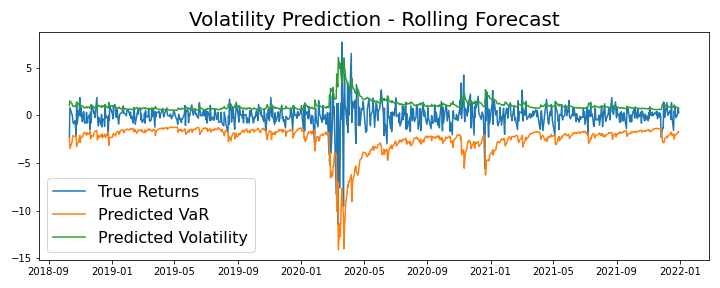 Volatility Prediction - Rolling Forecast
5
0
−5
−10
−15
True Returns
Predicted VaR
Predicted Volatility
2018-09 2019-01 2019-05 2019-09 2020-01 2020-05 2020-09 2021-01 2021-05 2021-09 2022-01